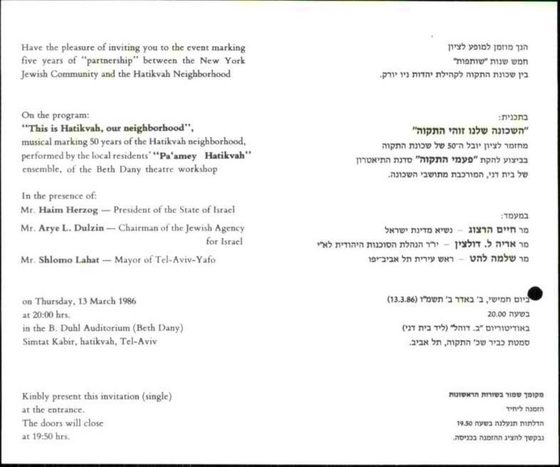 Have the pleasure of inviting you to the event marking
five years of "partnership" between the New York
Jewish Community and the Hatikvah Neighborhood
On the program:
"This is Hatikvah, our neighborhood",
musical marking 50 years of the Hatikvah neighborhood,
performed by the local residents' "Pa'amey Hatikvah"
ensemble, of the Beth Dany theatre workshop
In the presence of:
Mr. Haim Herzog — President of the State of Israel
Mr. Arye L. Dulzin — Chairman of the Jewish Agency
for Israel
Mr. Shlomo Lahat — Mayor of Tel-Aviv-Yafo
on Thursday, 13 March 1986
at 20:00 hrs.
in the B. Duhl Auditorium (Beth Dany)
Simtat Kabir, hatikvah, Tel-Aviv
Kinbly present this invitation (single)
at the entrance.
The doors will close
at 19:50 hrs.
הנך מוזמן למופע לציון
חמש שנות "שותפות"
בין שכונת התקוה לקהילת יהדות ניו יורק.
בתכנית:
"השכונה שלנו זוהי התקוה"
מחזמר לציון יובל ה־50 של שכונת התקוה
בביצוע להקת "פעמי התקוה" סדנת התיאטרון
של בית דני, המורכבת מתושבי השכונה.
במעמד:
מר חיים הרצוג – נשיא מדינת ישראל
מר אריה ל. דולצין – יו"ר הנהלת הסוכנות היהודית לא"י
מר שלמה להט – ראש עירית תל אביב־יפו
ביום חמישי, ב' באדר ב' תשמ"ו (13.3.86)
בשעה 20.00
באודיטוריום "ב. דוהל" (ליד בית דני)
סמטת כביר שכ' התקוה, תל אביב.
מקומך שמור בשורות הראשונות
הזמנה ליחיד
הדלתות תנעלנה בשעה 19.50
נבקשך להציג ההזמנה בכניסה.